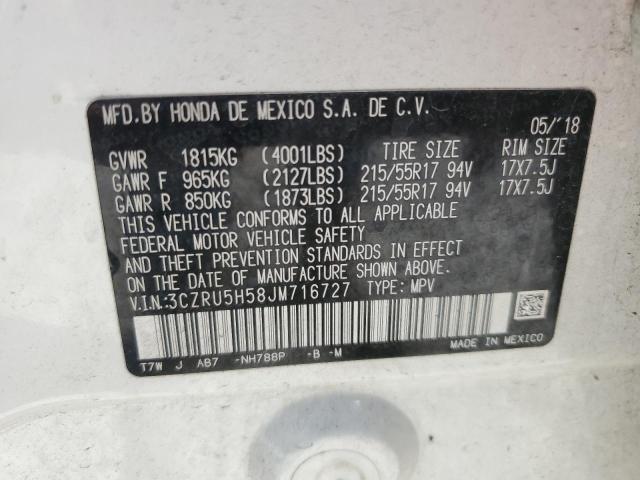 MFD.BY HONDA DE MEXICO S.A. DE C.V.
05/'18
GVWR 1815KG (4001LBS) TIRE SIZE RIM SIZE
GAWR F 965KG (2127LBS) 215/55R17 94V 17X7.5J
GAWR R 850KG (1873LBS) 215/55R17 94V 17X7.5J
THIS VEHICLE CONFORMS TO ALL APPLICABLE
FEDERAL MOTOR VEHICLE SAFETY
AND THEFT PREVENTION STANDARDS IN EFFECT
ON THE DATE OF MANUFACTURE SHOWN ABOVE.
V.I.N.:3CZRU5H58JM716727 TYPE: MPV
T7W J AB7 -NH788P -B -M
MADE IN MEXICO